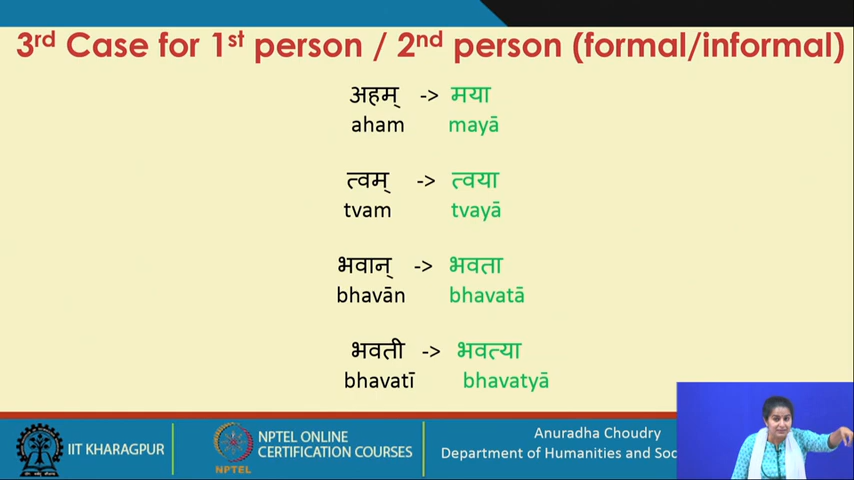 3rd Case for 1st person / 2nd person (formal/informal)
अहम् -> मया
aham mayā
त्वम् -> त्वया
tvam tvayā
भवान् -> भवता
bhavān bhavatā
भवती -> भवत्या
bhavatī bhavatyā
IIT KHARAGPUR
NPTEL
NPTEL ONLINE
CERTIFICATION COURSES
Anuradha Choudry
Department of Humanities and Soc